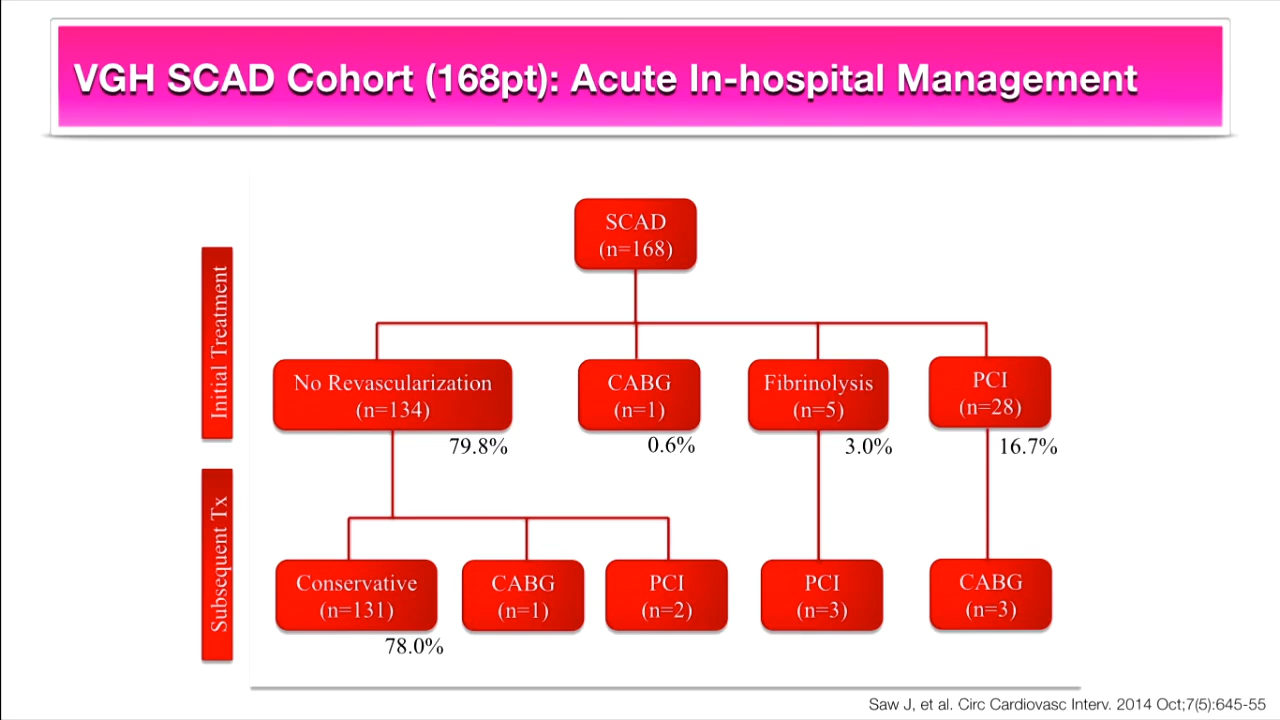 VGH SCAD Cohort (168pt): Acute In-hospital Management
SCAD
(n=168)
Initial Treatment
No Revascularization
(n=134)
79.8%
CABG
(n=1)
0.6%
Fibrinolysis
(n=5)
3.0%
PCI
(n=28)
16.7%
Subsequent Tx
Conservative
(n=131)
78.0%
CABG
(n=1)
PCI
(n=2)
PCI
(n=3)
CABG
(n=3)
Saw J, et al. Circ Cardiovasc Interv. 2014 Oct;7(5):645-55